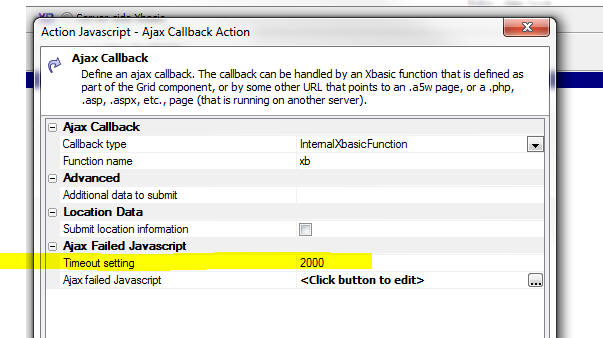 Server-side Xbasic
Action Javascript - Ajax Callback Action
Ajax Callback
Define an ajax callback. The callback can be handled by an Xbasic function that is defined as
part of the Grid component, or by some other URL that points to an .a5w page, or a .php,
.asp, .aspx, etc., page (that is running on another server).
Ajax Callback
Callback type InternalXbasicFunction
Function name xb
Advanced
Additional data to submit
Location Data
Submit location information
Ajax Failed Javascript
Timeout setting 2000
Ajax failed Javascript <Click button to edit> ...